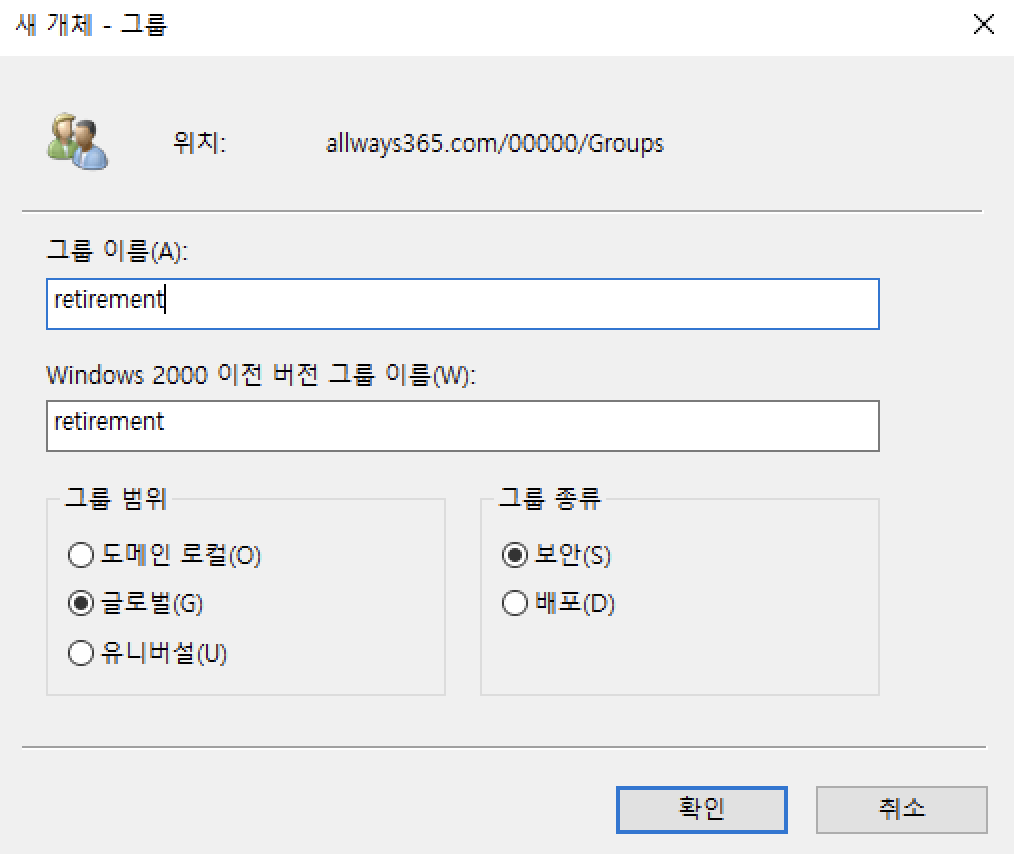 새 개체 - 그룹
위치: allways365.com/00000/Groups
그룹 이름(A):
retirement
Windows 2000 이전 버전 그룹 이름(W):
retirement
그룹 범위
도메인 로컬(O)
글로벌(G)
유니버설(U)
그룹 종류
보안(S)
배포(D)
확인 취소